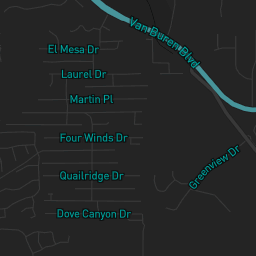 Van Buren Blvd
El Mesa Dr
Laurel Dr
Martin Pl
Four Winds Dr
Greenview Dr
Quailridge Dr
Dove Canyon Dr